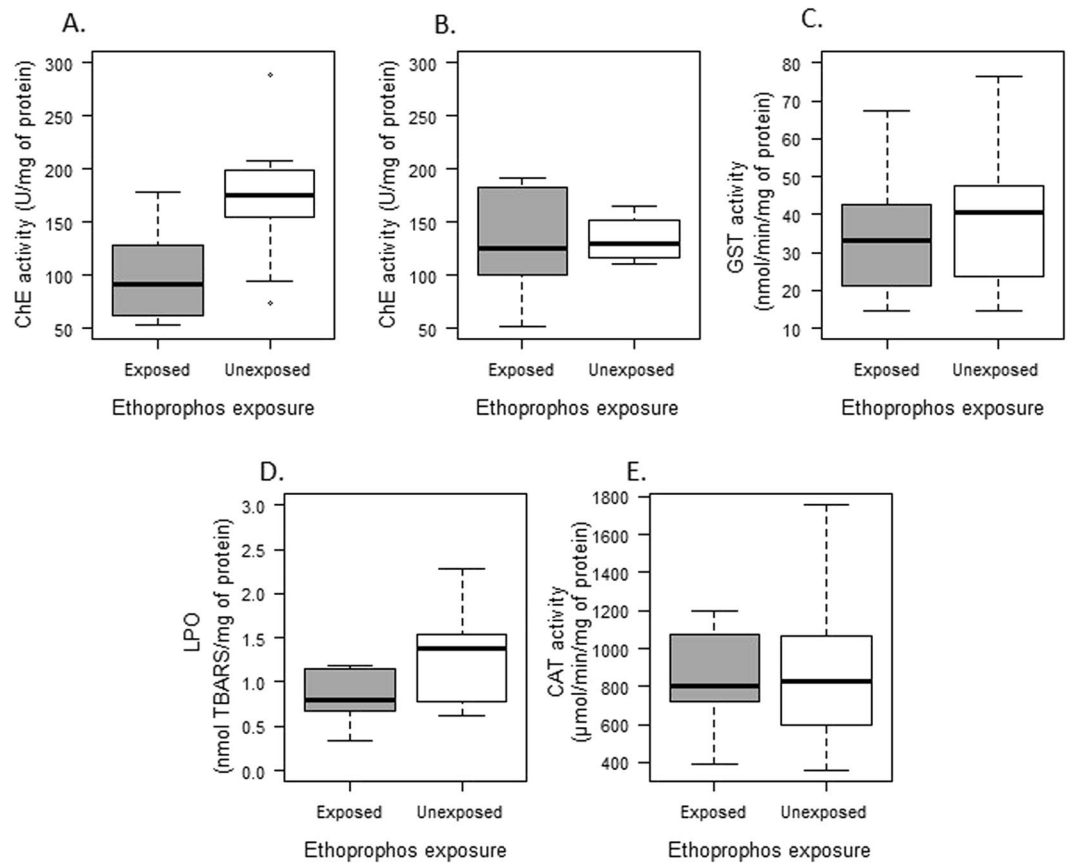 A.
ChE activity (U/mg of protein)
300
250
200
150
100
50
Exposed Unexposed
Ethoprophos exposure
B.
ChE activity (U/mg of protein)
300
250
200
150
100
50
Exposed Unexposed
Ethoprophos exposure
C.
GST activity
(nmol/min/mg of protein)
80
70
60
50
40
30
20
10
Exposed Unexposed
Ethoprophos exposure
D.
LPO
(nmol TBARS/mg of protein)
3.0
2.5
2.0
1.5
1.0
0.5
0.0
Exposed Unexposed
Ethoprophos exposure
E.
CAT activity
(µmol/min/mg of protein)
1800
1600
1400
1200
1000
800
600
400
Exposed Unexposed
Ethoprophos exposure